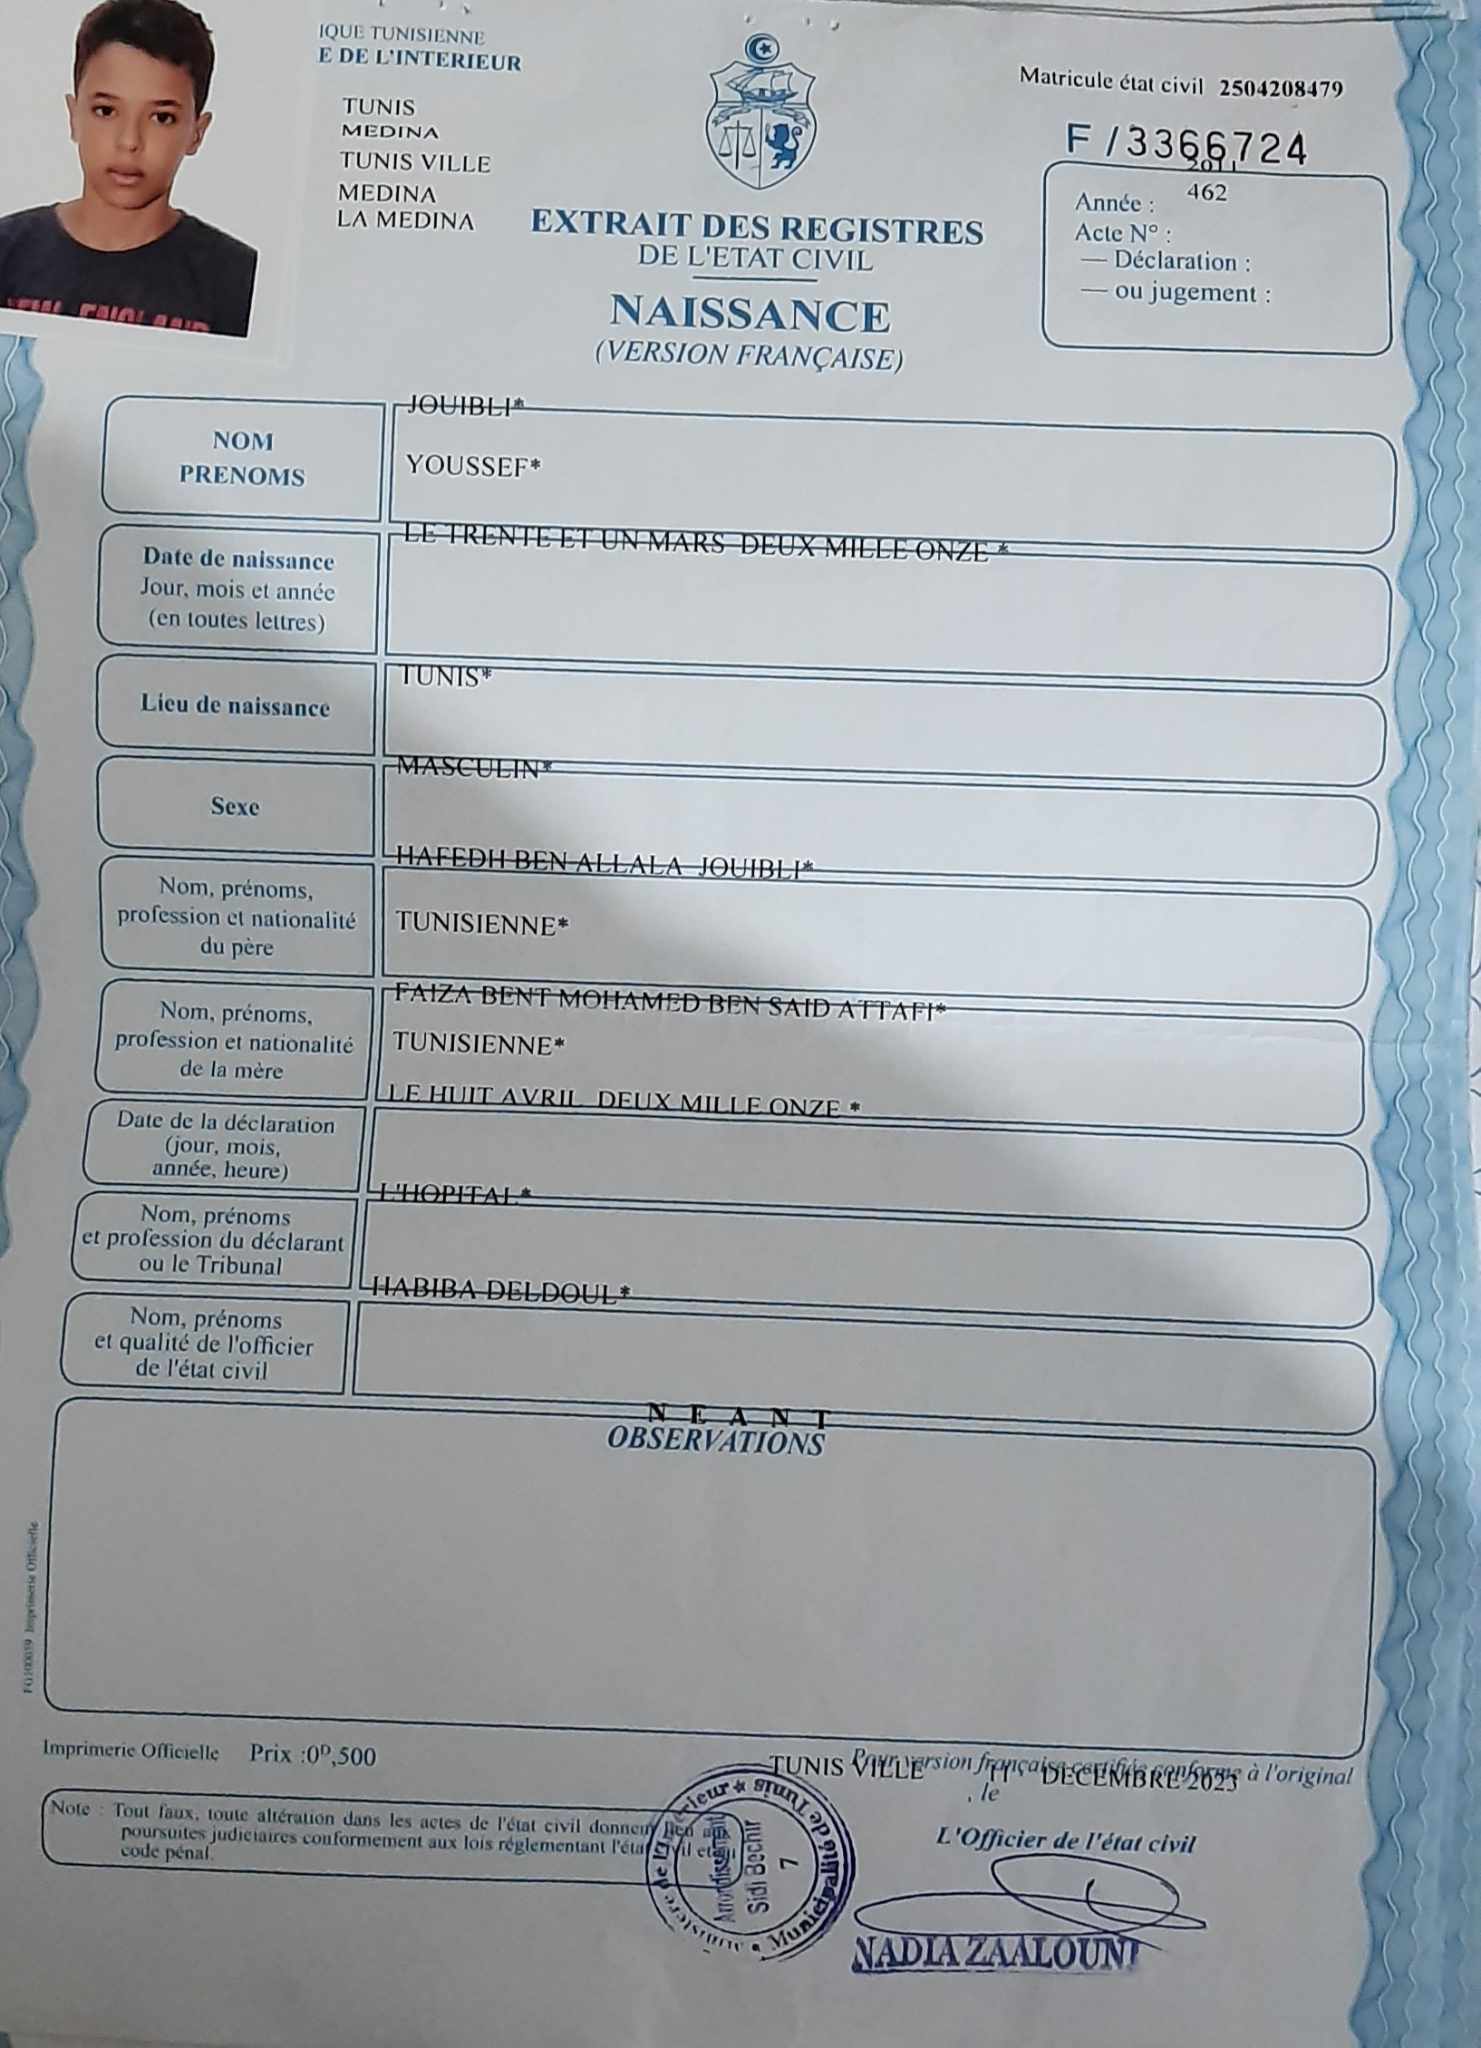 IQUE TUNISIENNE
E DE L'INTERIEUR
TUNIS
MEDINA
TUNIS VILLE
MEDINA
LA MEDINA
Matricule état civil 2504208479
F / 3366724
2011
462
Année :
Acte N° :
— Déclaration :
— ou jugement :
EXTRAIT DES REGISTRES
DE L'ETAT CIVIL
NAISSANCE
(VERSION FRANÇAISE)
NOM
PRENOMS
JOUIBLI*
YOUSSEF*
Date de naissance
Jour, mois et année
(en toutes lettres)
LE TRENTE ET UN MARS DEUX MILLE ONZE *
Lieu de naissance
TUNIS*
Sexe
MASCULIN*
Nom, prénoms,
profession et nationalité
du père
HAFEDH BEN ALLALA JOUIBLI*
TUNISIENNE*
Nom, prénoms,
profession et nationalité
de la mère
FAIZA BENT MOHAMED BEN SAID ATTAFI*
TUNISIENNE*
Date de la déclaration
(jour, mois,
année, heure)
LE HUIT AVRIL DEUX MILLE ONZE *
Nom, prénoms
et profession du déclarant
ou le Tribunal
L'HOPITAL*
Nom, prénoms
et qualité de l'officier
de l'état civil
HABIBA DELDOUL*
N E A N T
OBSERVATIONS
Imprimerie Officielle
Imprimerie Officielle Prix :0ᴰ,500
Pour version française certifiée conforme à l'original
TUNIS VILLE 11 DECEMBRE 2023
, le
Note : Tout faux, toute altération dans les actes de l'état civil donnent lieu aux
poursuites judiciaires conformement aux lois réglementant l'état civil et
code pénal.
L'Officier de l'état civil
Municipalité de Tunis
Arrondissement
Sidi Bechir
7
NADIA ZAALOUNI